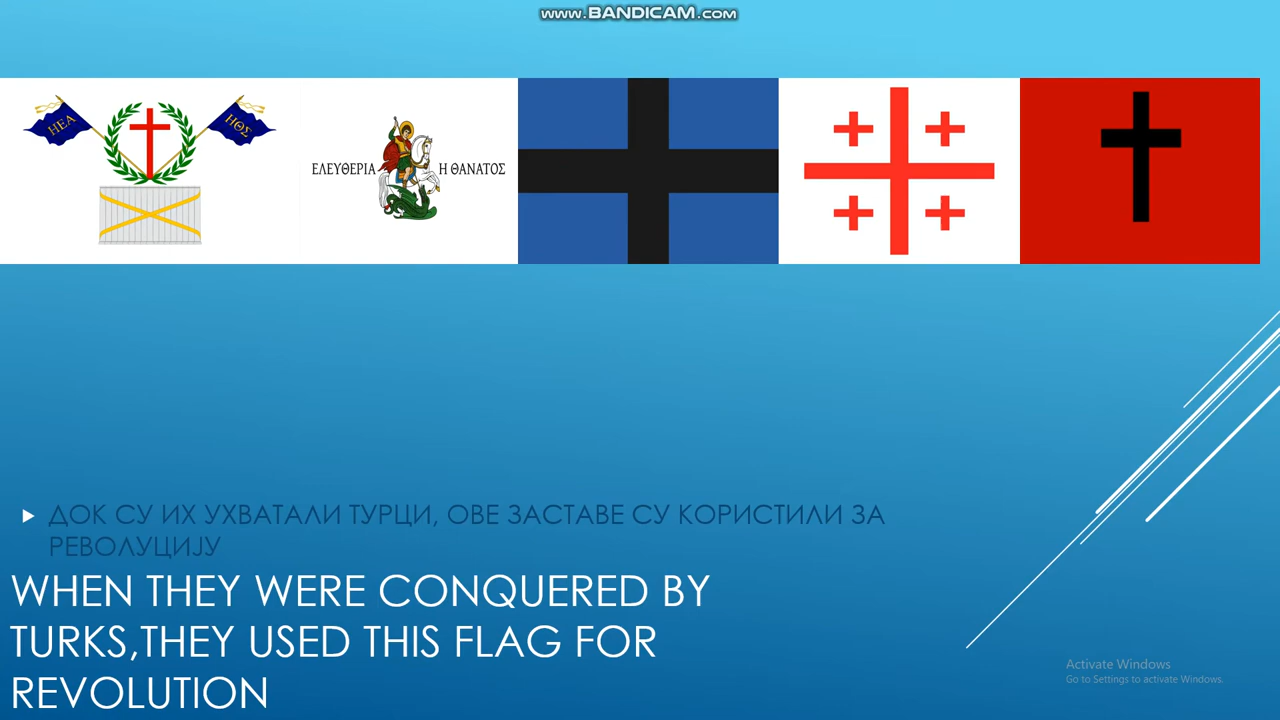 www.BANDICAM.com
ΗΕΑ
ΗΘΣ
ΕΛΕΥΘΕΡΙΑ Η ΘΑΝΑΤΟΣ
ДОК СУ ИХ УХВАТАЛИ ТУРЦИ, ОВЕ ЗАСТАВЕ СУ КОРИСТИЛИ ЗА
РЕВОЛУЦИЈУ
WHEN THEY WERE CONQUERED BY
TURKS,THEY USED THIS FLAG FOR
REVOLUTION
Activate Windows
Go to Settings to activate Windows.